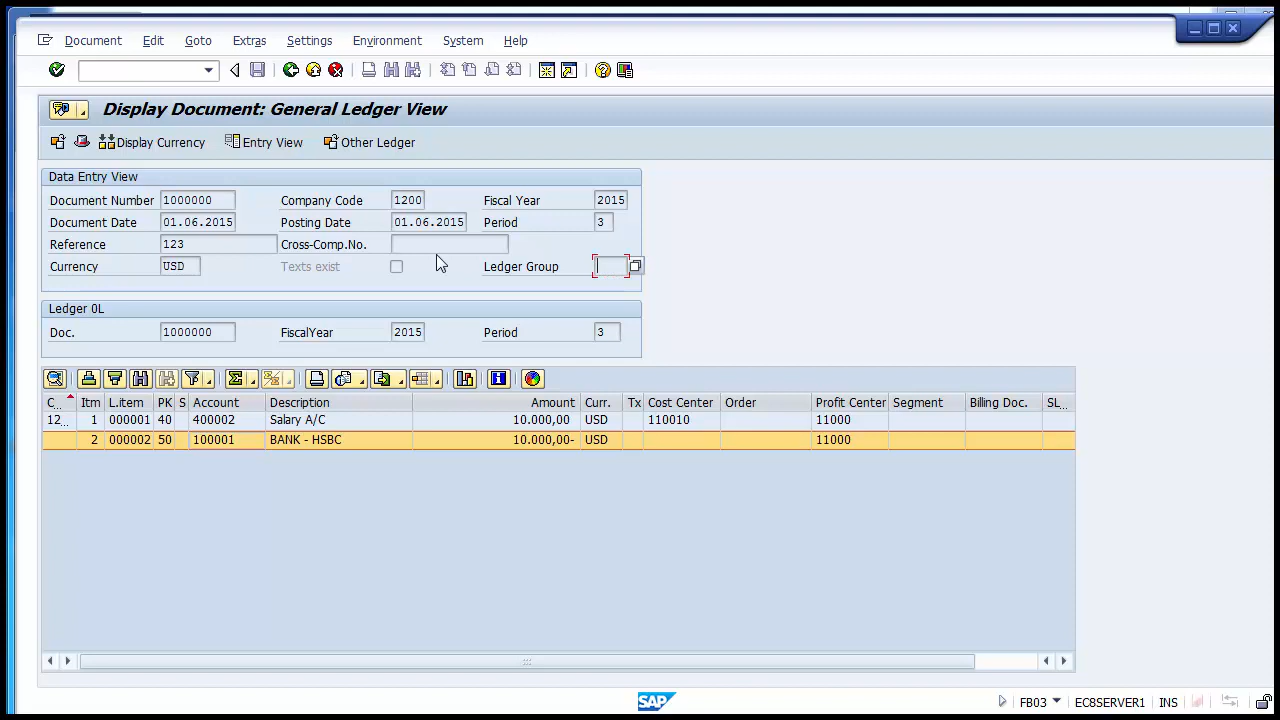 Document Edit Goto Extras Settings Environment System Help
Display Document: General Ledger View
Display Currency Entry View Other Ledger
Data Entry View
Document Number 1000000 Company Code 1200 Fiscal Year 2015
Document Date 01.06.2015 Posting Date 01.06.2015 Period 3
Reference 123 Cross-Comp.No.
Currency USD Texts exist Ledger Group
Ledger 0L
Doc. 1000000 FiscalYear 2015 Period 3
C... Itm L.item PK S Account Description Amount Curr. Tx Cost Center Order Profit Center Segment Billing Doc. SL...
12... 1 000001 40 400002 Salary A/C 10.000,00 USD 110010 11000
2 000002 50 100001 BANK - HSBC 10.000,00- USD 11000
SAP FB03 EC8SERVER1 INS